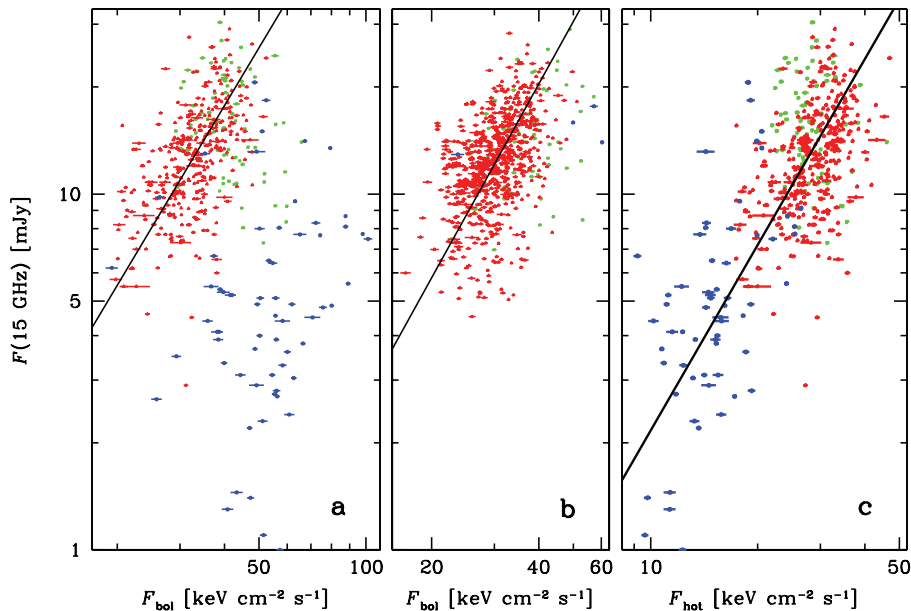 F(15 GHz) [mJy]
10
5
1
a
b
c
50
100
20
40
60
10
20
50
F_bol [keV cm⁻² s⁻¹]
F_bol [keV cm⁻² s⁻¹]
F_hot [keV cm⁻² s⁻¹]